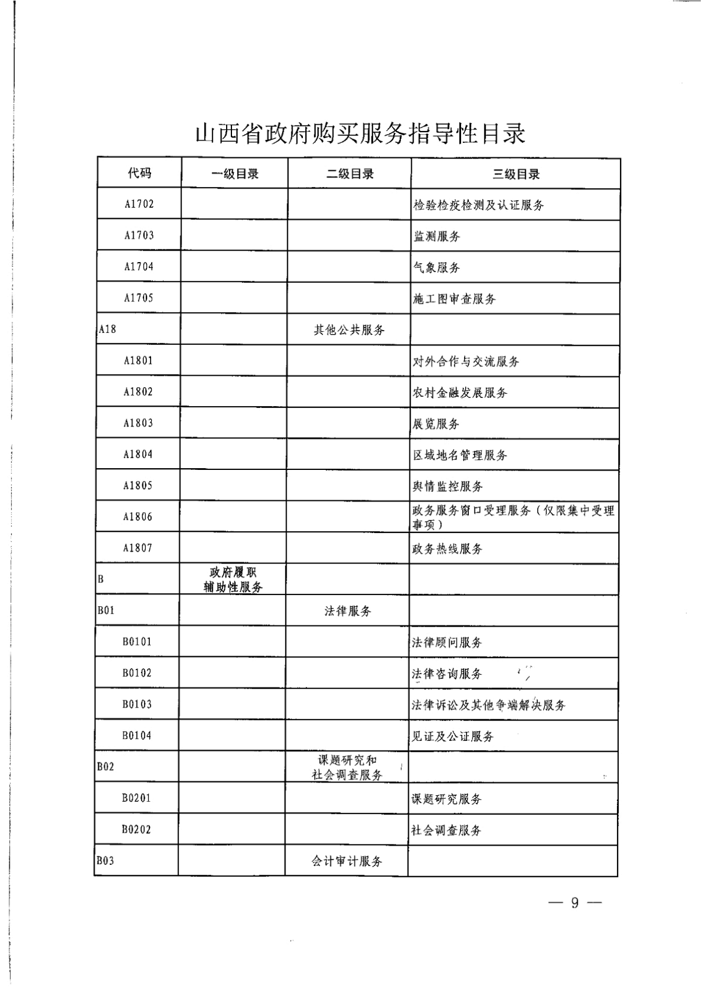 山西省政府购买服务指导性目录
代码 一级目录 二级目录 三级目录
A1702 检验检疫检测及认证服务
A1703 监测服务
A1704 气象服务
A1705 施工图审查服务
A18 其他公共服务
A1801 对外合作与交流服务
A1802 农村金融发展服务
A1803 展览服务
A1804 区域地名管理服务
A1805 舆情监控服务
A1806 政务服务窗口受理服务（仅限集中受理
事项）
A1807 政务热线服务
B 政府履职
辅助性服务
B01 法律服务
B0101 法律顾问服务
B0102 法律咨询服务
B0103 法律诉讼及其他争端解决服务
B0104 见证及公证服务
B02 课题研究和
社会调查服务
B0201 课题研究服务
B0202 社会调查服务
B03 会计审计服务
— 9 —